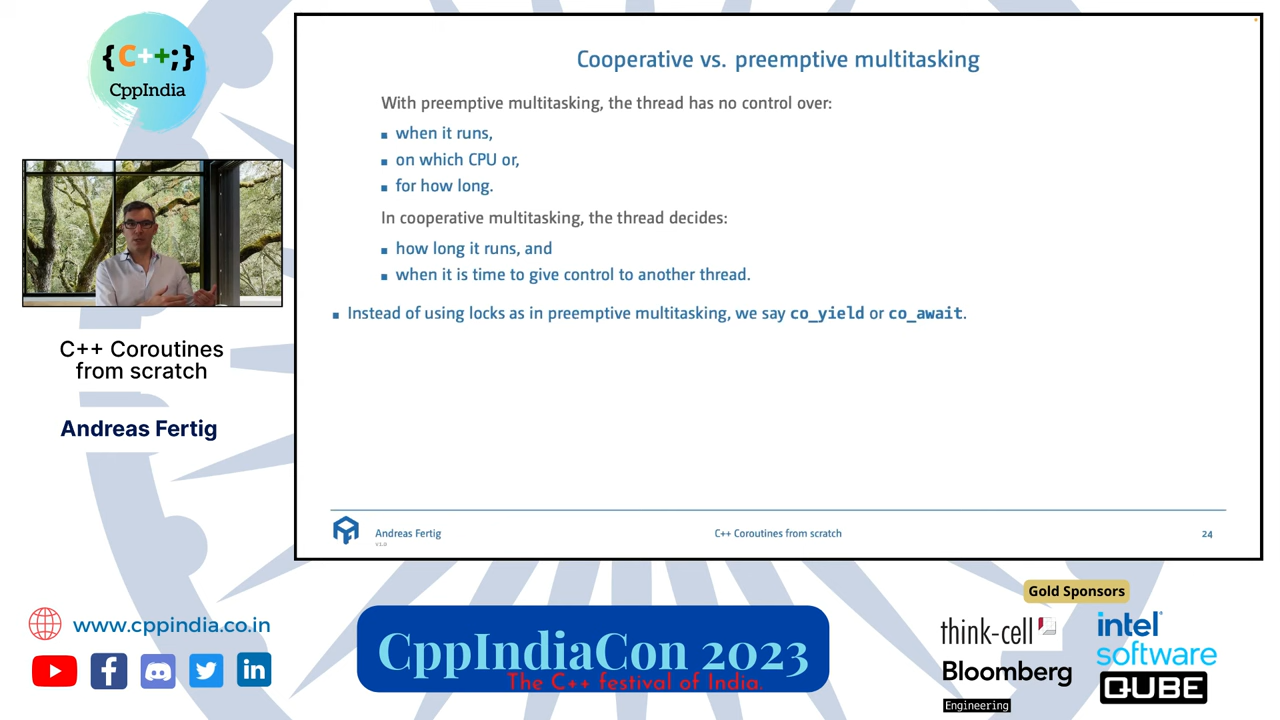 {C++;}
CppIndia
C++ Coroutines
from scratch
Andreas Fertig
Cooperative vs. preemptive multitasking
With preemptive multitasking, the thread has no control over:
when it runs,
on which CPU or,
for how long.
In cooperative multitasking, the thread decides:
how long it runs, and
when it is time to give control to another thread.
Instead of using locks as in preemptive multitasking, we say co_yield or co_await.
Andreas Fertig
V1.0
C++ Coroutines from scratch
24
www.cppindia.co.in
CppIndiaCon 2023
The C++ festival of India.
Gold Sponsors
think-cell
intel
software
Bloomberg
Engineering
QUBE